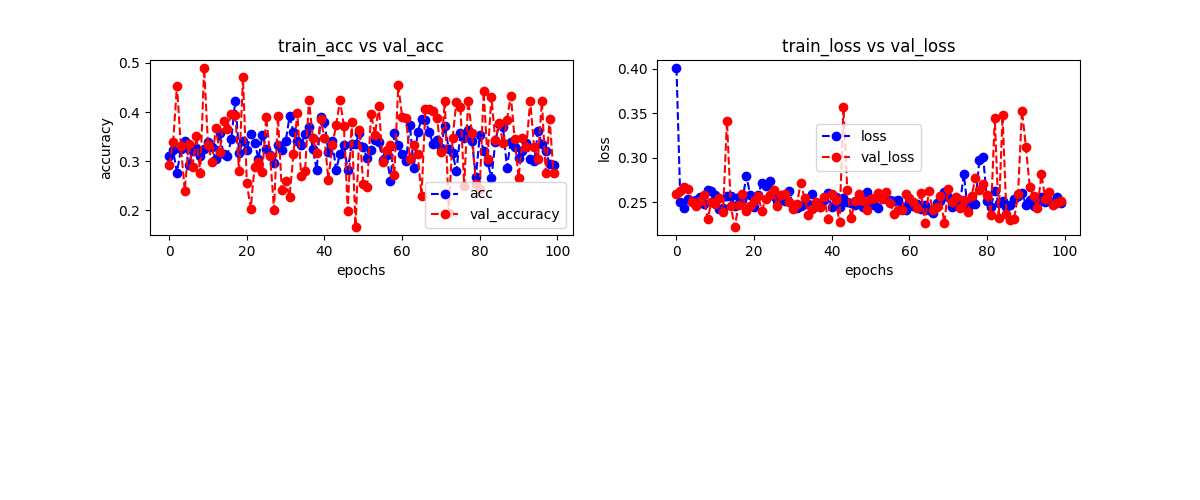 train_acc vs val_acc
0.5
0.4
0.3
0.2
accuracy
acc
val_accuracy
0 20 40 60 80 100
epochs
train_loss vs val_loss
0.40
0.35
0.30
0.25
loss
loss
val_loss
0 20 40 60 80 100
epochs